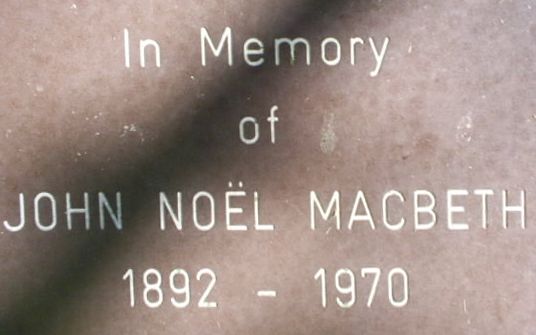 In Memory
of
JOHN NOËL MACBETH
1892 - 1970